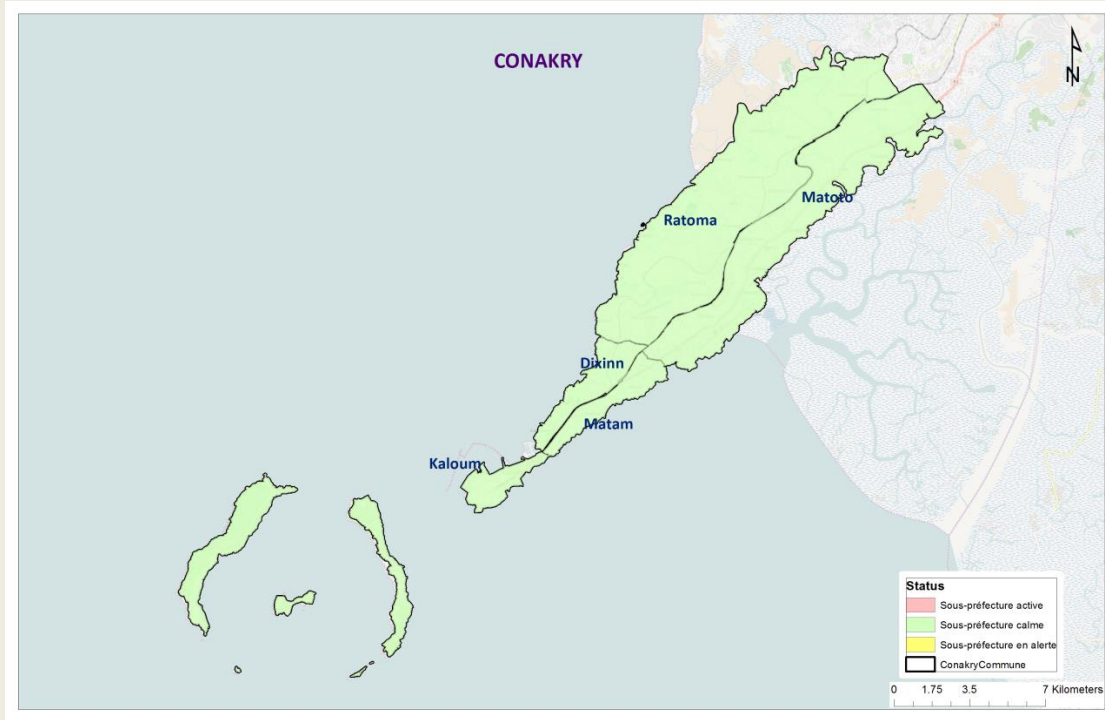 CONAKRY
N
Matoto
Ratoma
Dixinn
Matam
Kaloum
Status
Sous-préfecture active
Sous-préfecture calme
Sous-préfecture en alerte
ConakryCommune
0 1.75 3.5 7 Kilometers